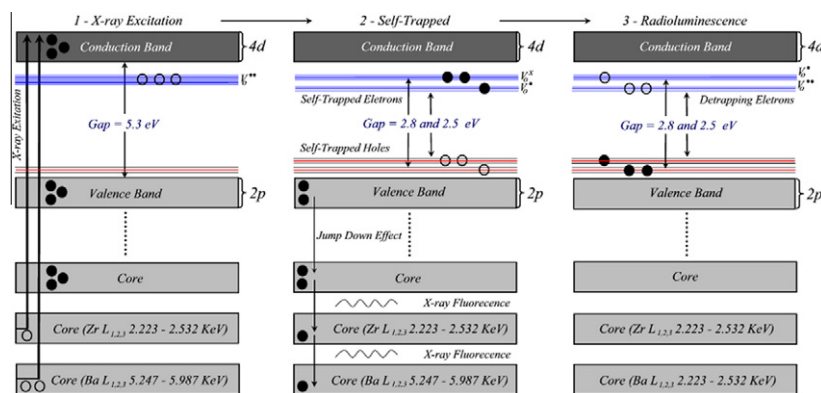 1 - X-ray Excitation
2 - Self-Trapped
3 - Radioluminescence
Conduction Band
4d
V₀••
X-ray Exitation
Gap = 5.3 eV
Valence Band
2p
Core
Core (Zr L1,2,3 2.223 - 2.532 KeV)
Core (Ba L1,2,3 5.247 - 5.987 KeV)
Conduction Band
4d
V₀ˣ
V₀•
Self-Trapped Eletrons
Gap = 2.8 and 2.5 eV
Self-Trapped Holes
Valence Band
2p
Jump Down Effect
Core
X-ray Fluorecence
Core (Zr L1,2,3 2.223 - 2.532 KeV)
X-ray Fluorecence
Core (Ba L1,2,3 5.247 - 5.987 KeV)
Conduction Band
4d
V₀•
V₀••
Detrapping Eletrons
Gap = 2.8 and 2.5 eV
Valence Band
2p
Core
Core (Zr L1,2,3 2.223 - 2.532 KeV)
Core (Ba L1,2,3 2.223 - 2.532 KeV)